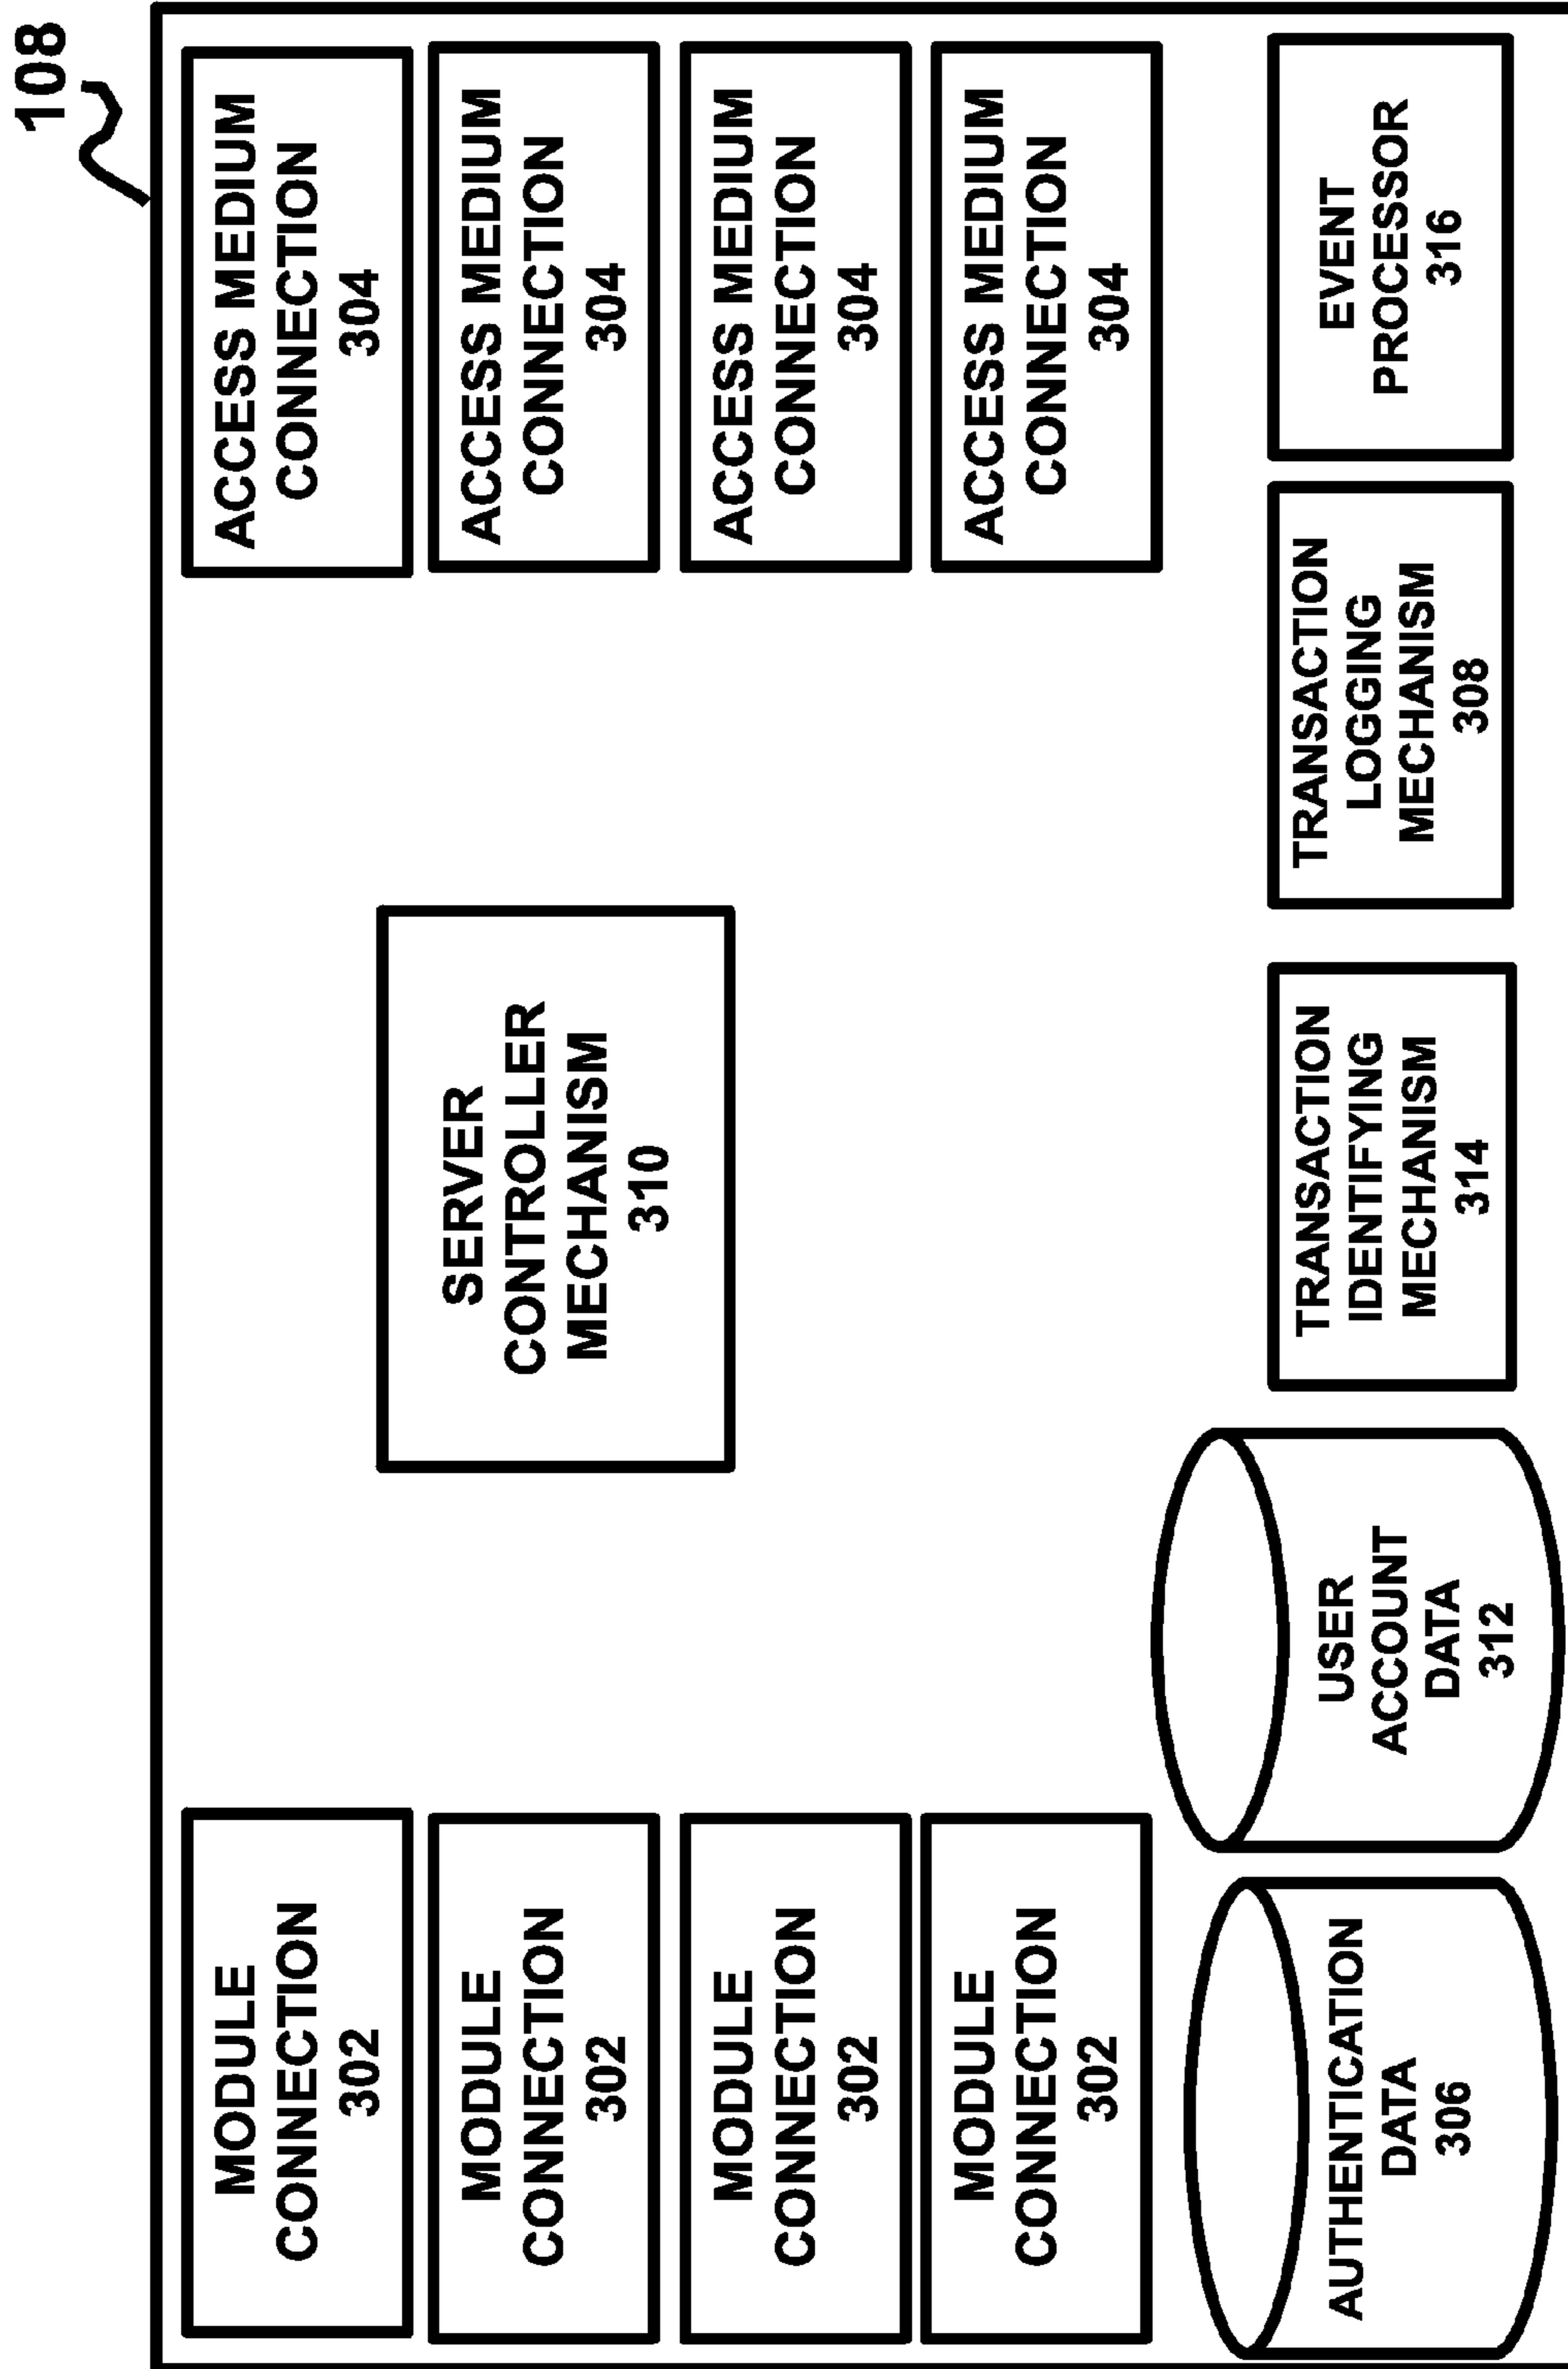 108
MODULE
CONNECTION
302
MODULE
CONNECTION
302
MODULE
CONNECTION
302
MODULE
CONNECTION
302
SERVER
CONTROLLER
MECHANISM
310
ACCESS MEDIUM
CONNECTION
304
ACCESS MEDIUM
CONNECTION
304
ACCESS MEDIUM
CONNECTION
304
ACCESS MEDIUM
CONNECTION
304
AUTHENTICATION
DATA
306
USER
ACCOUNT
DATA
312
TRANSACTION
IDENTIFYING
MECHANISM
314
TRANSACTION
LOGGING
MECHANISM
308
EVENT
PROCESSOR
316